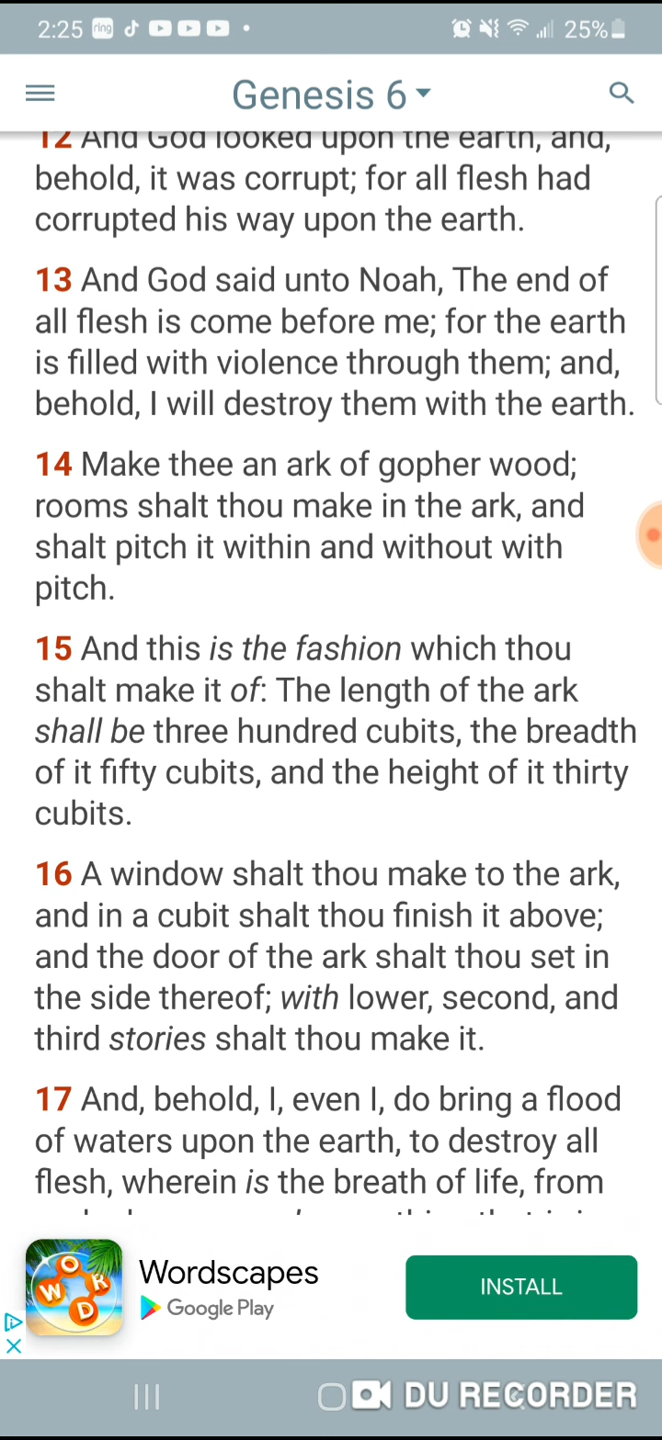 2:25 ring 25%
Genesis 6
12 And God looked upon the earth, and,
behold, it was corrupt; for all flesh had
corrupted his way upon the earth.
13 And God said unto Noah, The end of
all flesh is come before me; for the earth
is filled with violence through them; and,
behold, I will destroy them with the earth.
14 Make thee an ark of gopher wood;
rooms shalt thou make in the ark, and
shalt pitch it within and without with
pitch.
15 And this is the fashion which thou
shalt make it of: The length of the ark
shall be three hundred cubits, the breadth
of it fifty cubits, and the height of it thirty
cubits.
16 A window shalt thou make to the ark,
and in a cubit shalt thou finish it above;
and the door of the ark shalt thou set in
the side thereof; with lower, second, and
third stories shalt thou make it.
17 And, behold, I, even I, do bring a flood
of waters upon the earth, to destroy all
flesh, wherein is the breath of life, from
WORD
Wordscapes
Google Play
INSTALL
DU RECORDER